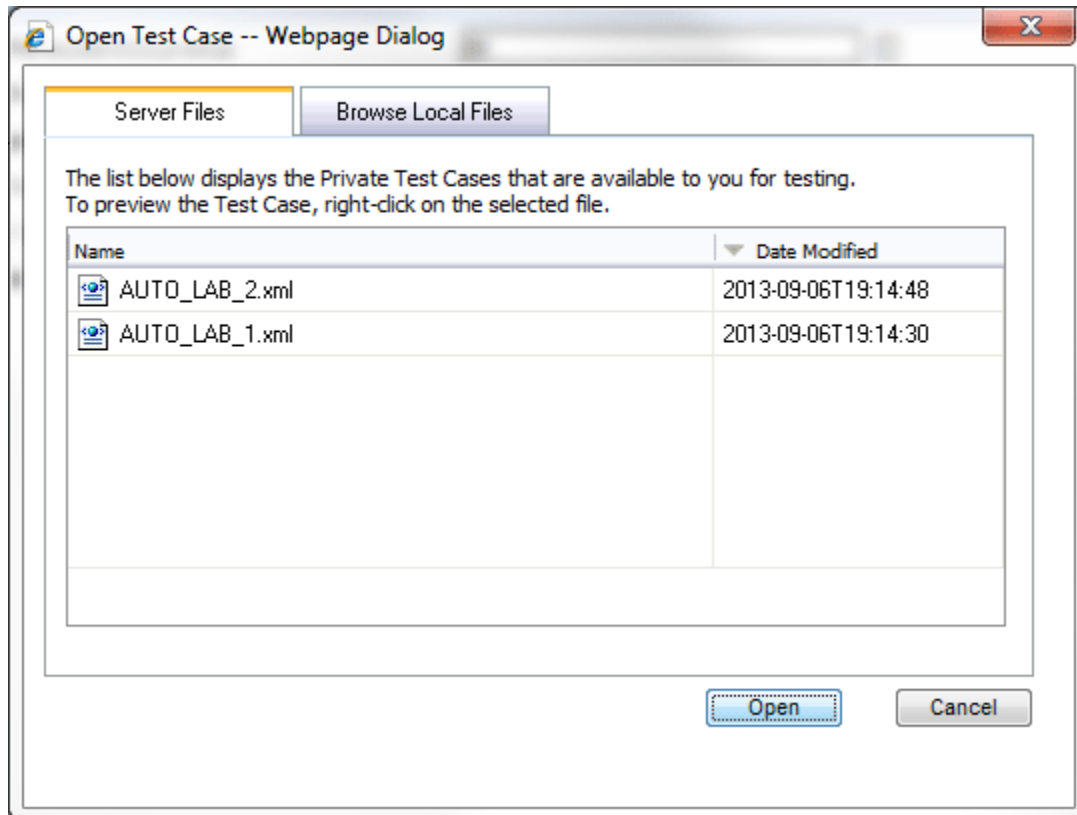 Open Test Case -- Webpage Dialog
Server Files
Browse Local Files
The list below displays the Private Test Cases that are available to you for testing.
To preview the Test Case, right-click on the selected file.
Name Date Modified
AUTO_LAB_2.xml 2013-09-06T19:14:48
AUTO_LAB_1.xml 2013-09-06T19:14:30
Open Cancel